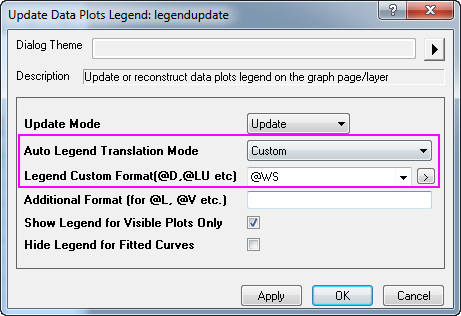 Update Data Plots Legend: legendupdate
Dialog Theme
Description Update or reconstruct data plots legend on the graph page/layer
Update Mode Update
Auto Legend Translation Mode Custom
Legend Custom Format(@D,@LU etc) @WS
Additional Format (for @L, @V etc.)
Show Legend for Visible Plots Only
Hide Legend for Fitted Curves
Apply OK Cancel